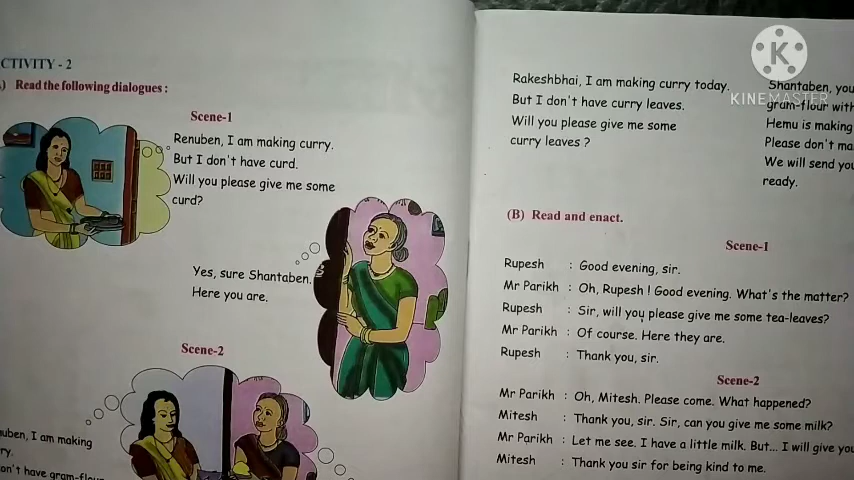 CTIVITY - 2
) Read the following dialogues :
Scene-1
Renuben, I am making curry.
But I don't have curd.
Will you please give me some
curd?
Yes, sure Shantaben.
Here you are.
Scene-2
uben, I am making
ry.
on't have gram-flour
Rakeshbhai, I am making curry today.
But I don't have curry leaves.
Will you please give me some
curry leaves ?
Shantaben, you
gram-flour with
Hemu is making
Please don't ma
We will send you
ready.
KINEMASTER
(B) Read and enact.
Scene-1
Rupesh : Good evening, sir.
Mr Parikh : Oh, Rupesh ! Good evening. What's the matter?
Rupesh : Sir, will you please give me some tea-leaves?
Mr Parikh : Of course. Here they are.
Rupesh : Thank you, sir.
Scene-2
Mr Parikh : Oh, Mitesh. Please come. What happened?
Mitesh : Thank you, sir. Sir, can you give me some milk?
Mr Parikh : Let me see. I have a little milk. But... I will give you
Mitesh : Thank you sir for being kind to me.